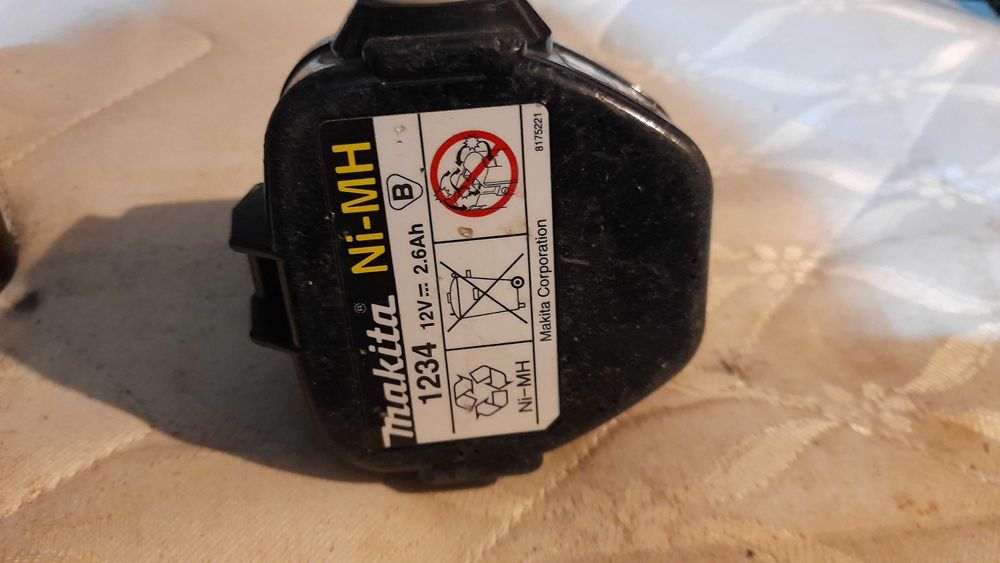 Makita® Ni-MH
1234 12V⎓ 2.6Ah B
Ni-MH
Makita Corporation
8175221